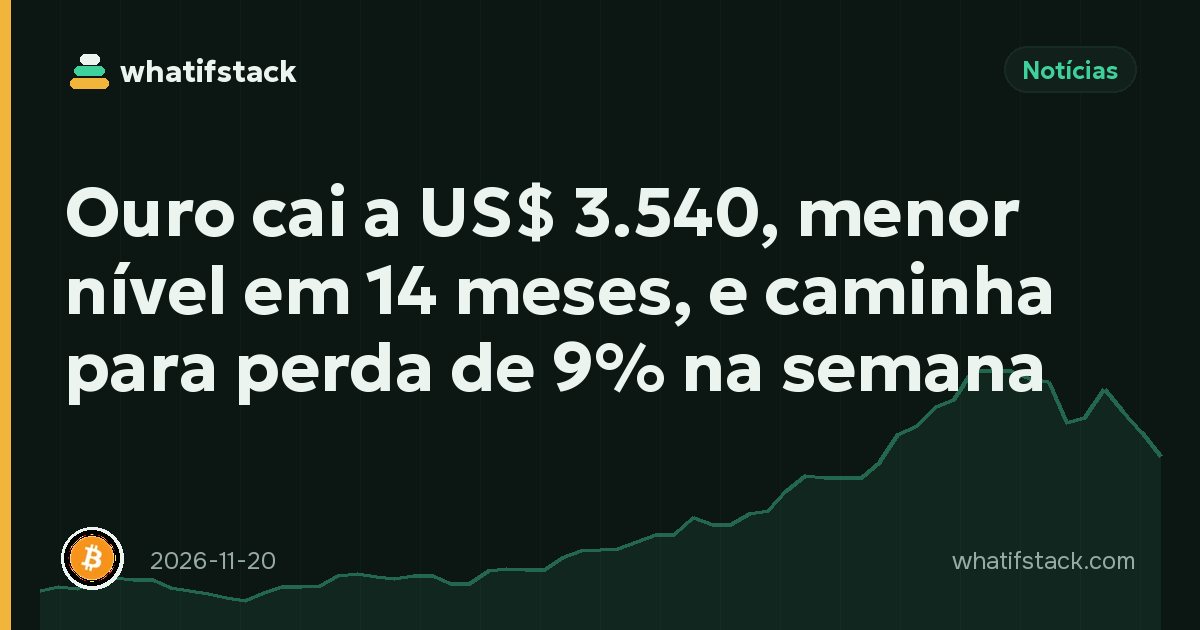 whatifstack
Notícias
Ouro cai a US$ 3.540, menor
nível em 14 meses, e caminha
para perda de 9% na semana
2026-11-20
whatifstack.com